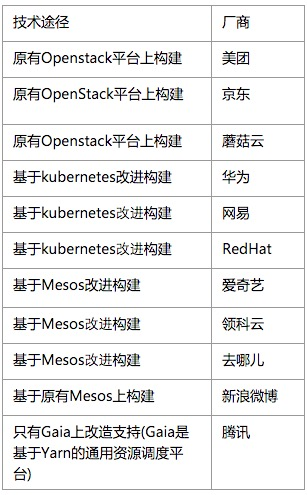 技术途径 厂商
原有Openstack平台上构建 美团
原有OpenStack平台上构建 京东
原有Openstack平台上构建 蘑菇云
基于kubernetes改进构建 华为
基于kubernetes改进构建 网易
基于kubernetes改进构建 RedHat
基于Mesos改进构建 爱奇艺
基于Mesos改进构建 领科云
基于Mesos改进构建 去哪儿
基于原有Mesos上构建 新浪微博
只有Gaia上改造支持(Gaia是 腾讯
基于Yarn的通用资源调度平
台)